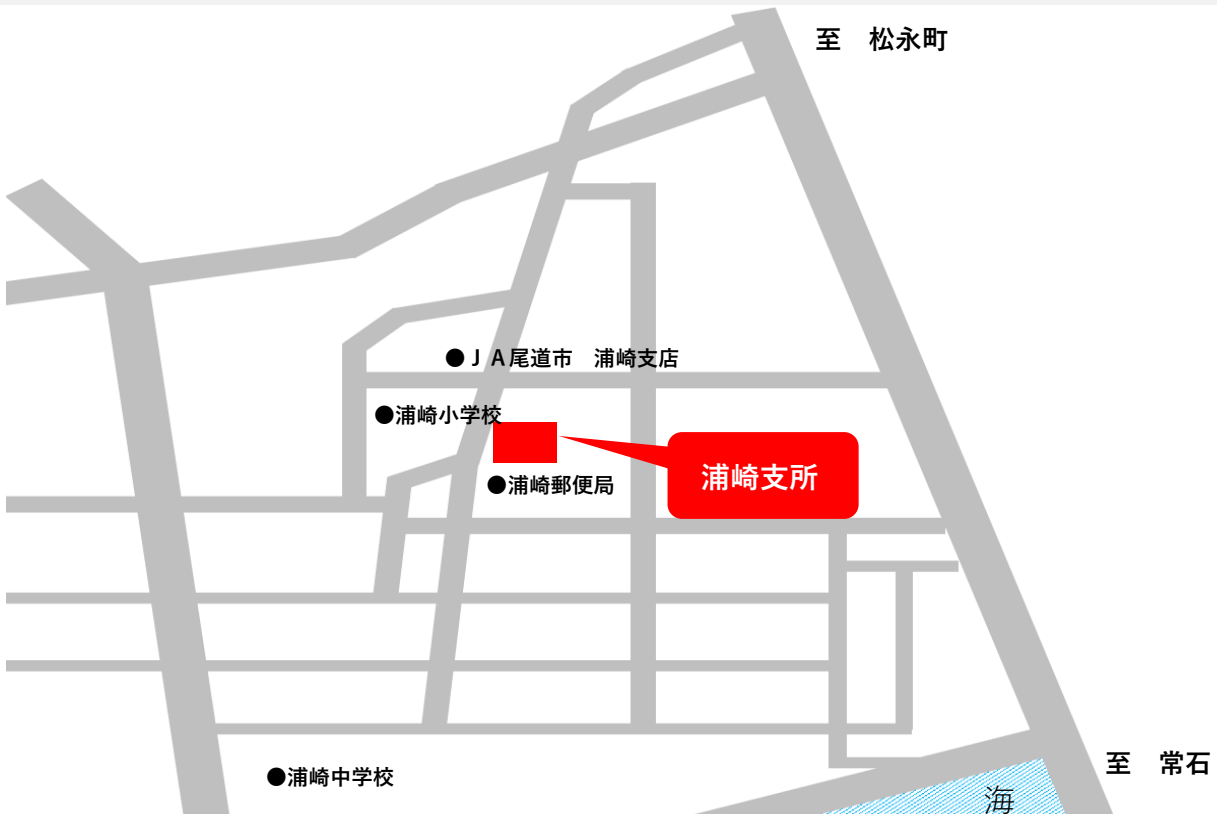 至　松永町
●ＪＡ尾道市　浦崎支店
●浦崎小学校
浦崎支所
●浦崎郵便局
至　常石
●浦崎中学校
海